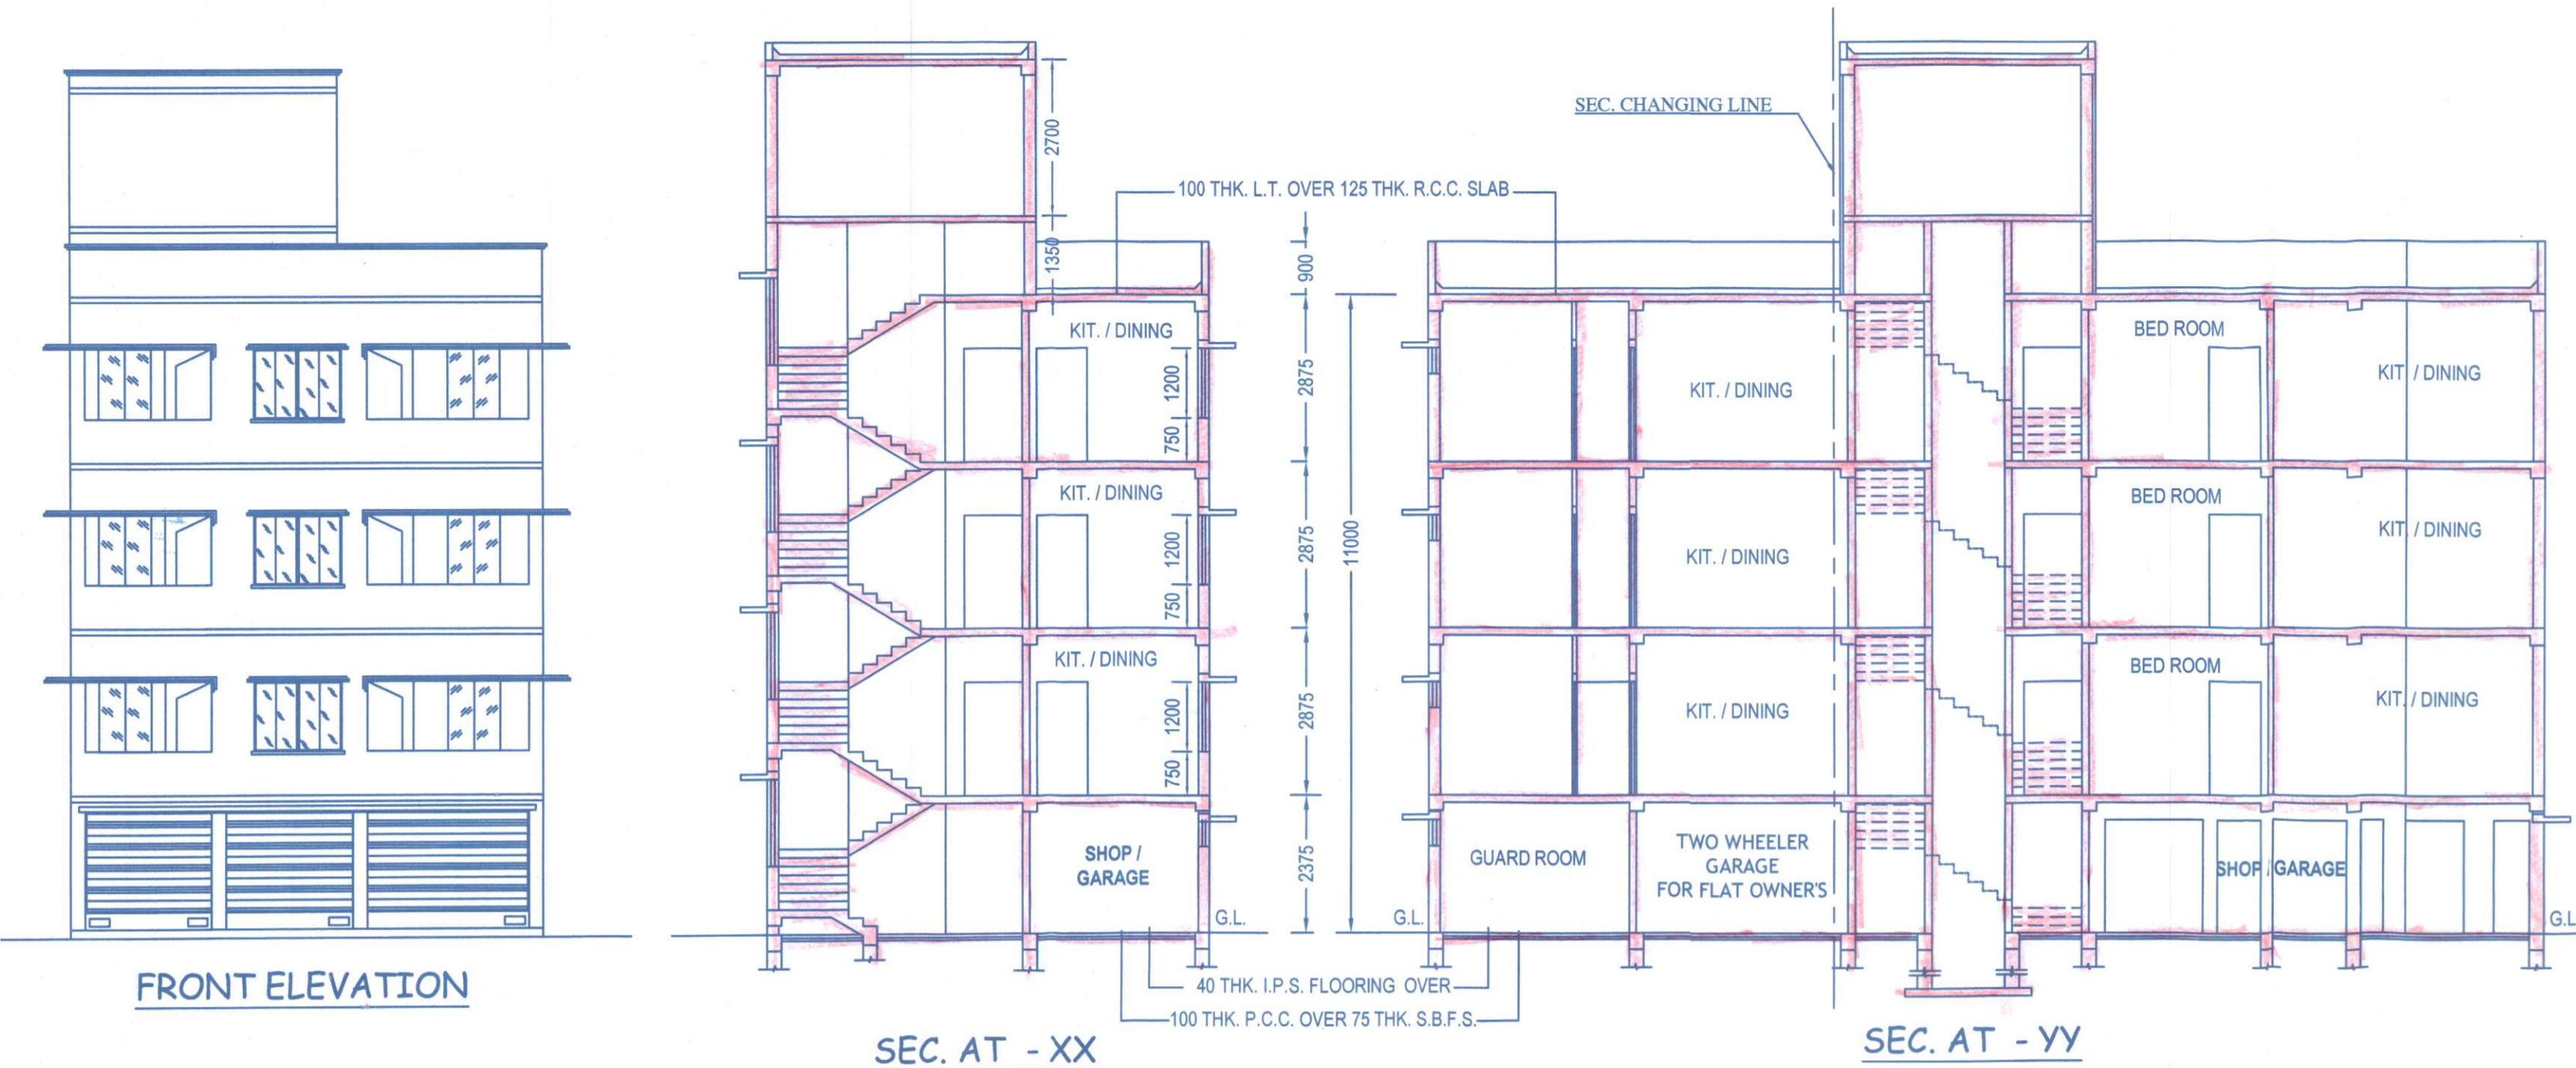 SEC. CHANGING LINE
2700
100 THK. L.T. OVER 125 THK. R.C.C. SLAB
1350
900
KIT. / DINING
1200
750
2875
11000
KIT. / DINING
BED ROOM
KIT. / DINING
KIT. / DINING
1200
750
2875
KIT. / DINING
BED ROOM
KIT. / DINING
KIT. / DINING
1200
750
2875
KIT. / DINING
BED ROOM
KIT. / DINING
SHOP /
GARAGE
2375
GUARD ROOM
TWO WHEELER
GARAGE
FOR FLAT OWNER'S
SHOP / GARAGE
G.L.
G.L.
G.L
40 THK. I.P.S. FLOORING OVER
100 THK. P.C.C. OVER 75 THK. S.B.F.S.
FRONT ELEVATION
SEC. AT - XX
SEC. AT - YY